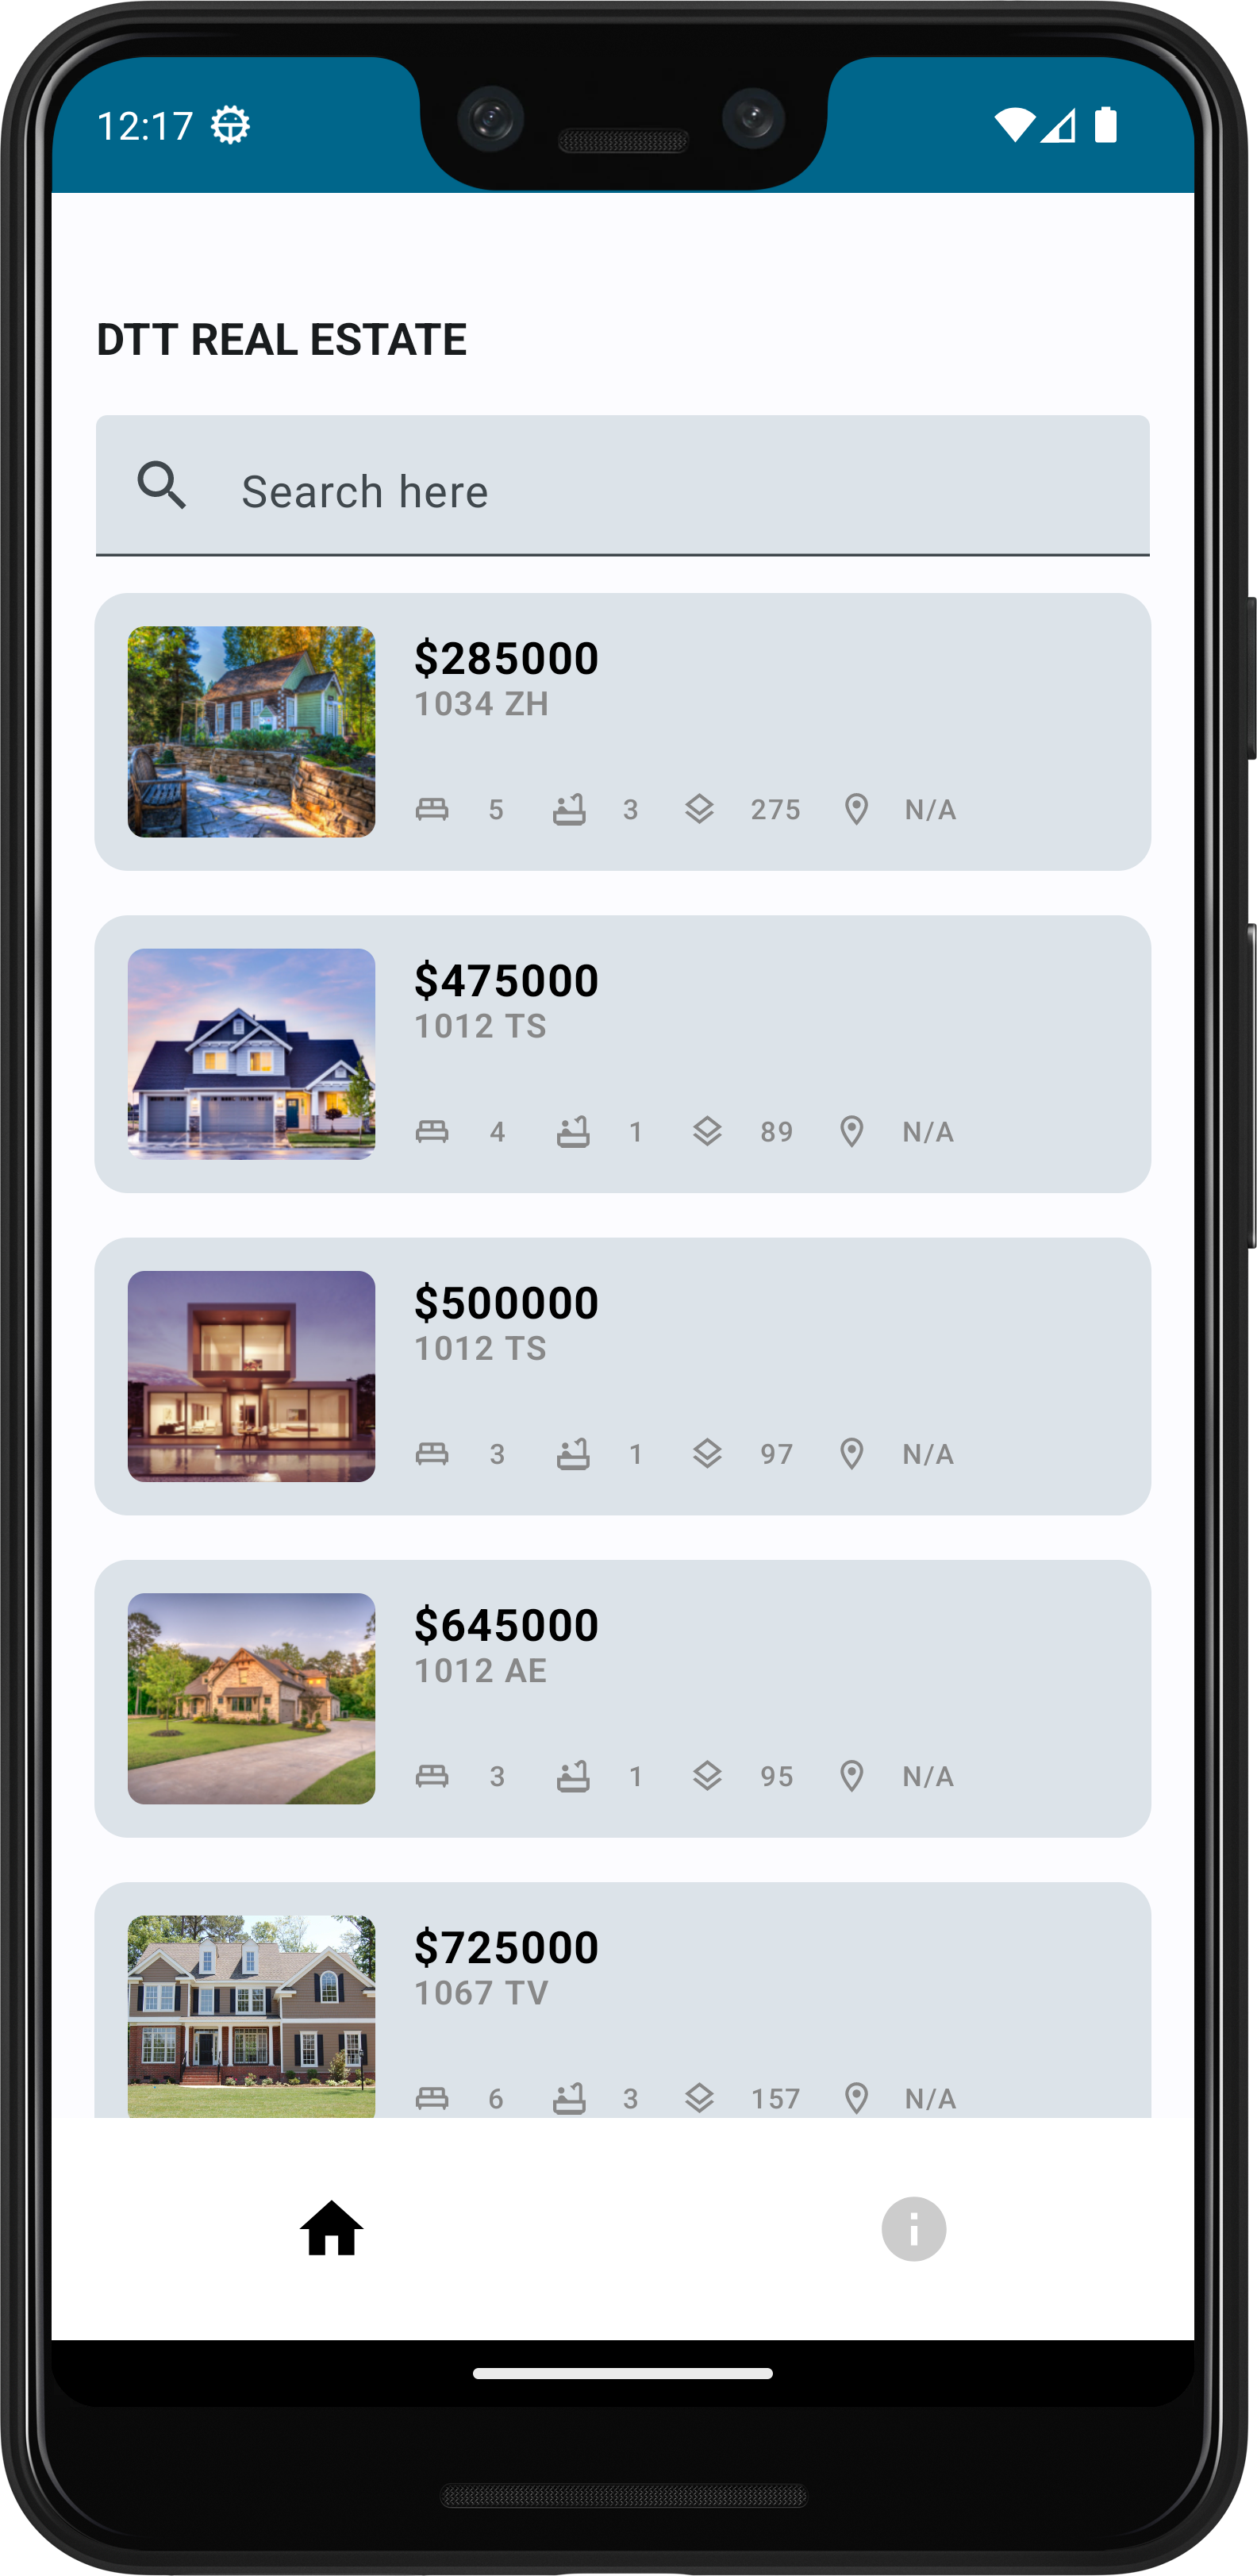 12:17
DTT REAL ESTATE
Search here
$285000
1034 ZH
5 3 275 N/A
$475000
1012 TS
4 1 89 N/A
$500000
1012 TS
3 1 97 N/A
$645000
1012 AE
3 1 95 N/A
$725000
1067 TV
6 3 157 N/A